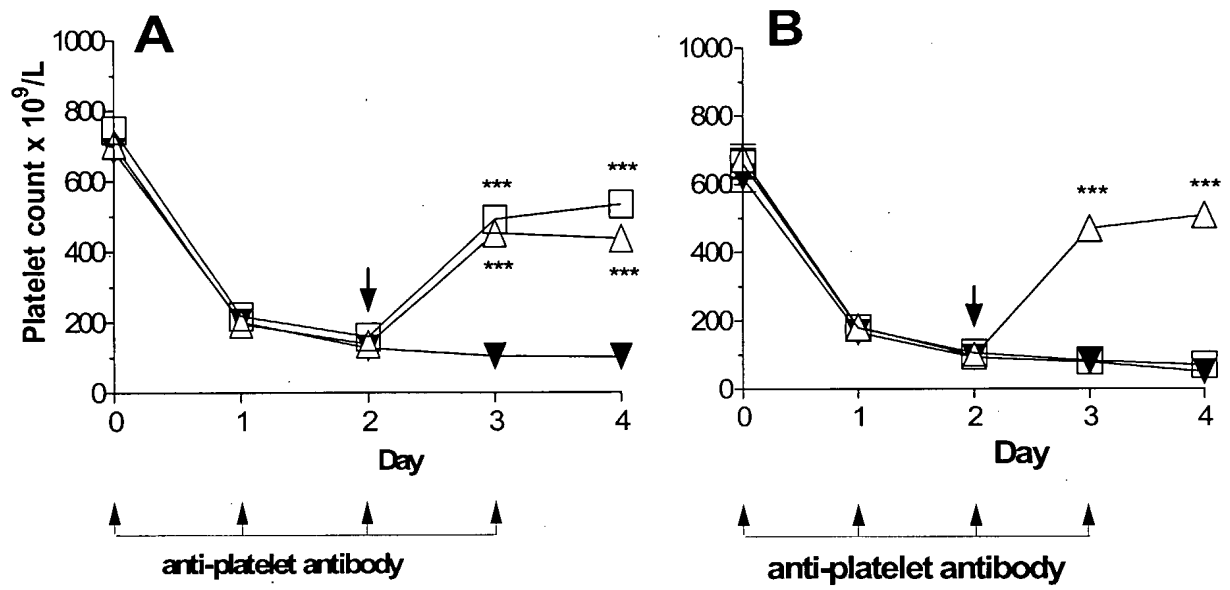 A
Platelet count x 10⁹/L
1000
800
600
400
200
0
***
***
***
***
0 1 2 3 4
Day
anti-platelet antibody
B
1000
800
600
400
200
0
***
***
0 1 2 3 4
Day
anti-platelet antibody